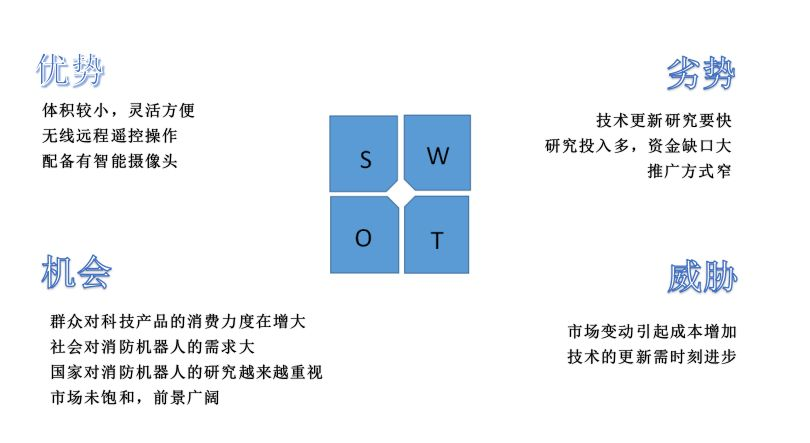 优势
体积较小，灵活方便
无线远程遥控操作
配备有智能摄像头
劣势
技术更新研究要快
研究投入多，资金缺口大
推广方式窄
S
W
O
T
机会
群众对科技产品的消费力度在增大
社会对消防机器人的需求大
国家对消防机器人的研究越来越重视
市场未饱和，前景广阔
威胁
市场变动引起成本增加
技术的更新需时刻进步